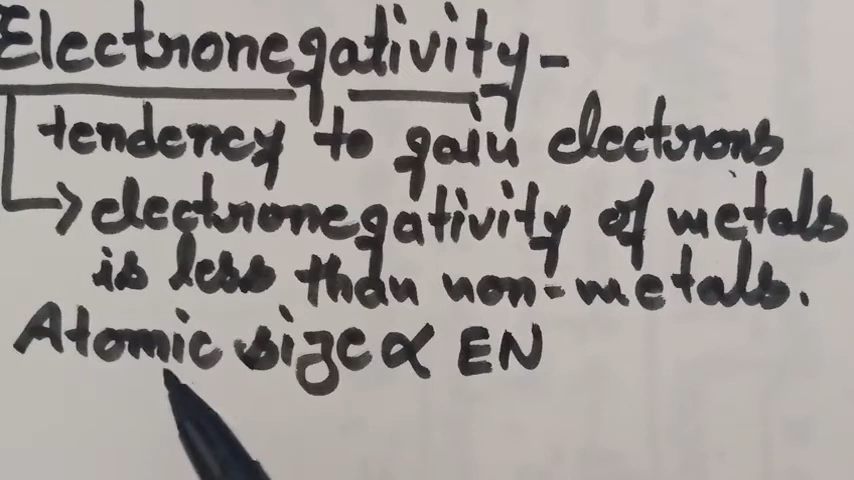 Electronegativity-
tendency to gain electrons
→ electronegativity of metals
is less than non-metals.
Atomic size ∝ EN